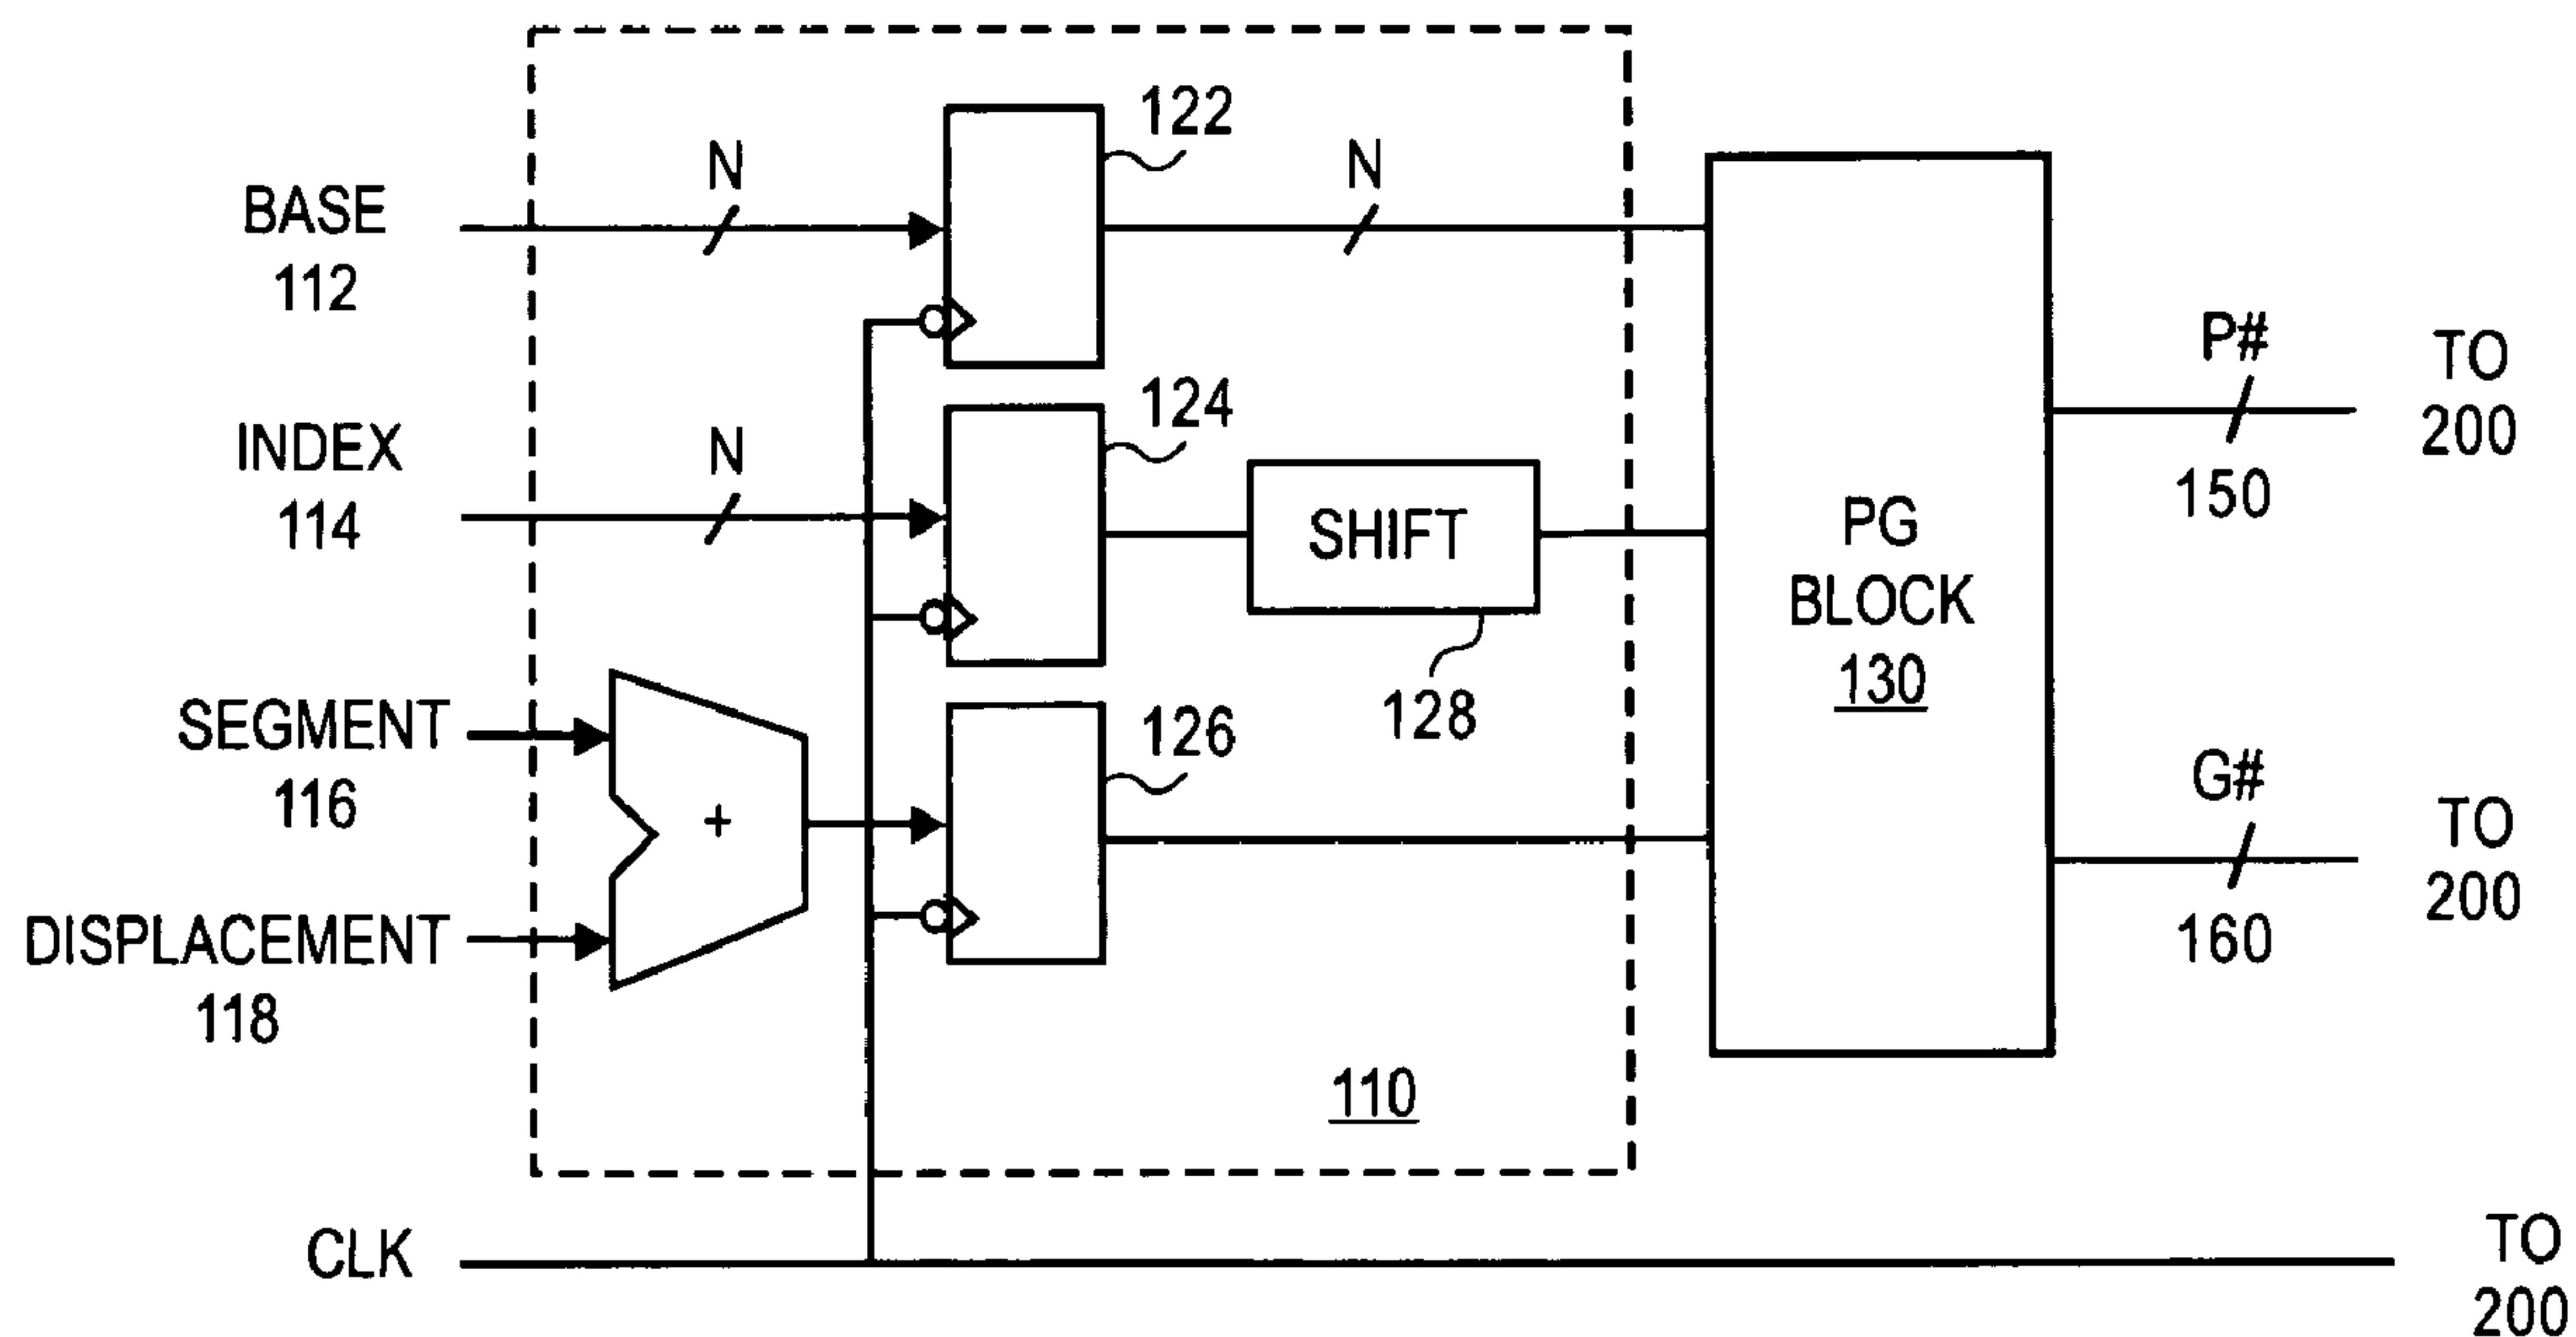 BASE
112
N
122
N
INDEX
114
N
124
SHIFT
128
SEGMENT
116
+
DISPLACEMENT
118
126
110
PG
BLOCK
130
P#
150
TO
200
G#
160
TO
200
CLK
TO
200